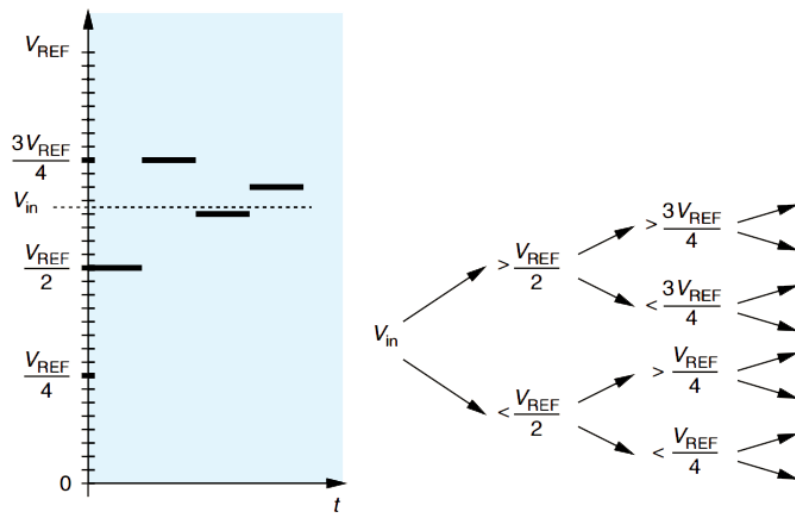 V_REF
3V_REF/4
V_in
V_REF/2
V_REF/4
0
t
V_in
> V_REF/2
< V_REF/2
> 3V_REF/4
< 3V_REF/4
> V_REF/4
< V_REF/4